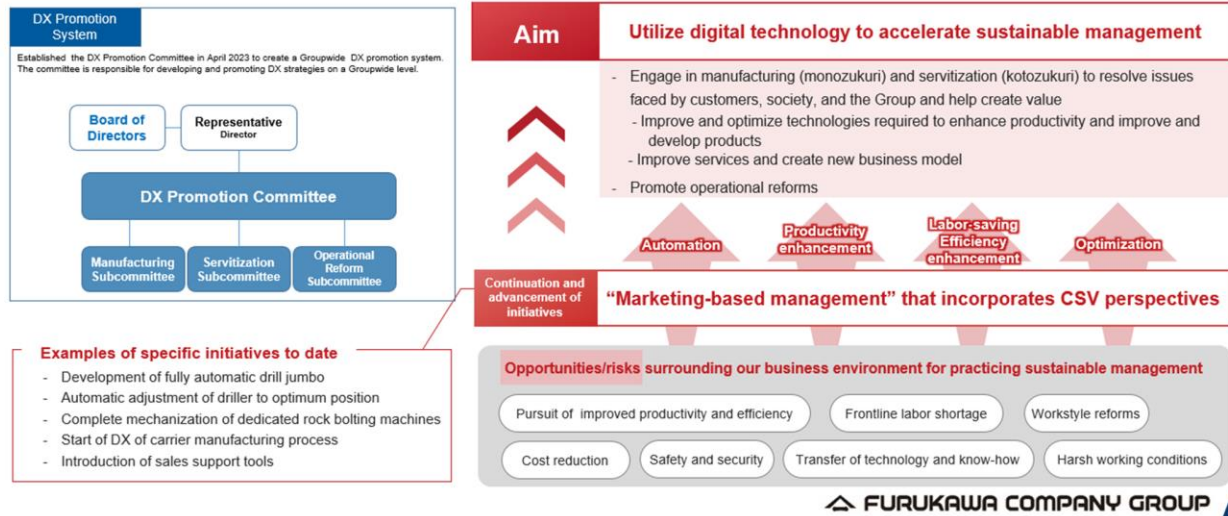 DX Promotion
System
Established the DX Promotion Committee in April 2023 to create a Groupwide DX promotion system.
The committee is responsible for developing and promoting DX strategies on a Groupwide level.
Board of
Directors
Representative
Director
DX Promotion Committee
Manufacturing
Subcommittee
Servitization
Subcommittee
Operational
Reform
Subcommittee
Examples of specific initiatives to date
- Development of fully automatic drill jumbo
- Automatic adjustment of driller to optimum position
- Complete mechanization of dedicated rock bolting machines
- Start of DX of carrier manufacturing process
- Introduction of sales support tools
Aim
Utilize digital technology to accelerate sustainable management
- Engage in manufacturing (monozukuri) and servitization (kotozukuri) to resolve issues
faced by customers, society, and the Group and help create value
- Improve and optimize technologies required to enhance productivity and improve and
develop products
- Improve services and create new business model
- Promote operational reforms
Automation
Productivity
enhancement
Labor-saving
Efficiency
enhancement
Optimization
Continuation and
advancement of
initiatives
“Marketing-based management” that incorporates CSV perspectives
Opportunities/risks surrounding our business environment for practicing sustainable management
Pursuit of improved productivity and efficiency
Frontline labor shortage
Workstyle reforms
Cost reduction
Safety and security
Transfer of technology and know-how
Harsh working conditions
FURUKAWA COMPANY GROUP